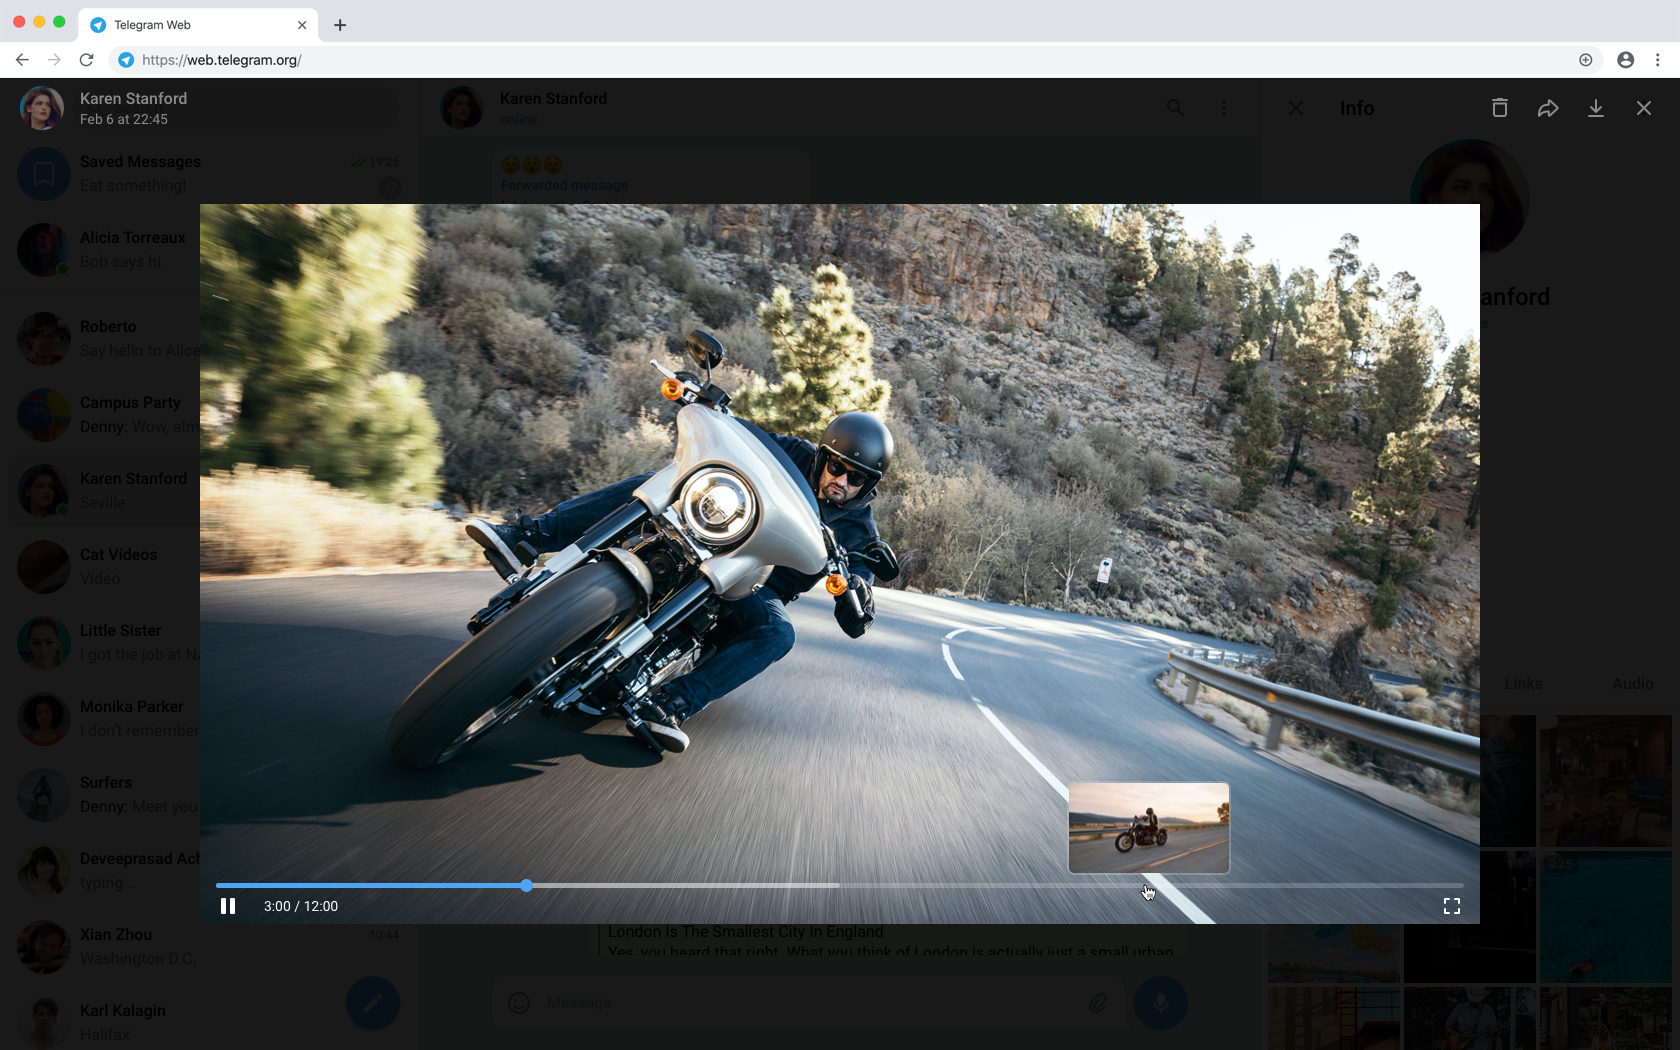 Telegram Web
https://web.telegram.org/
Karen Stanford
Feb 6 at 22:45
Saved Messages
19:25
Eat something!
Alicia Torreaux
Bob says hi.
Roberto
Say hello to Alice
Campus Party
Denny: Wow,
Karen Stanford
Seville
Cat Videos
Video
Little Sister
I got the job at
Monika Parker
I don't remember
Surfers
Denny: Meet you
Deveeprasad
typing...
Xian Zhou
10:44
Washington D.C.
Karl Kalagin
Halifax
Karen Stanford
online
Forwarded message
3:00 / 12:00
London Is The Smallest City In England
Yes, you heard that right. What you think of London is actually just a small urban
Message
Info
anford
Links
Audio
0:25